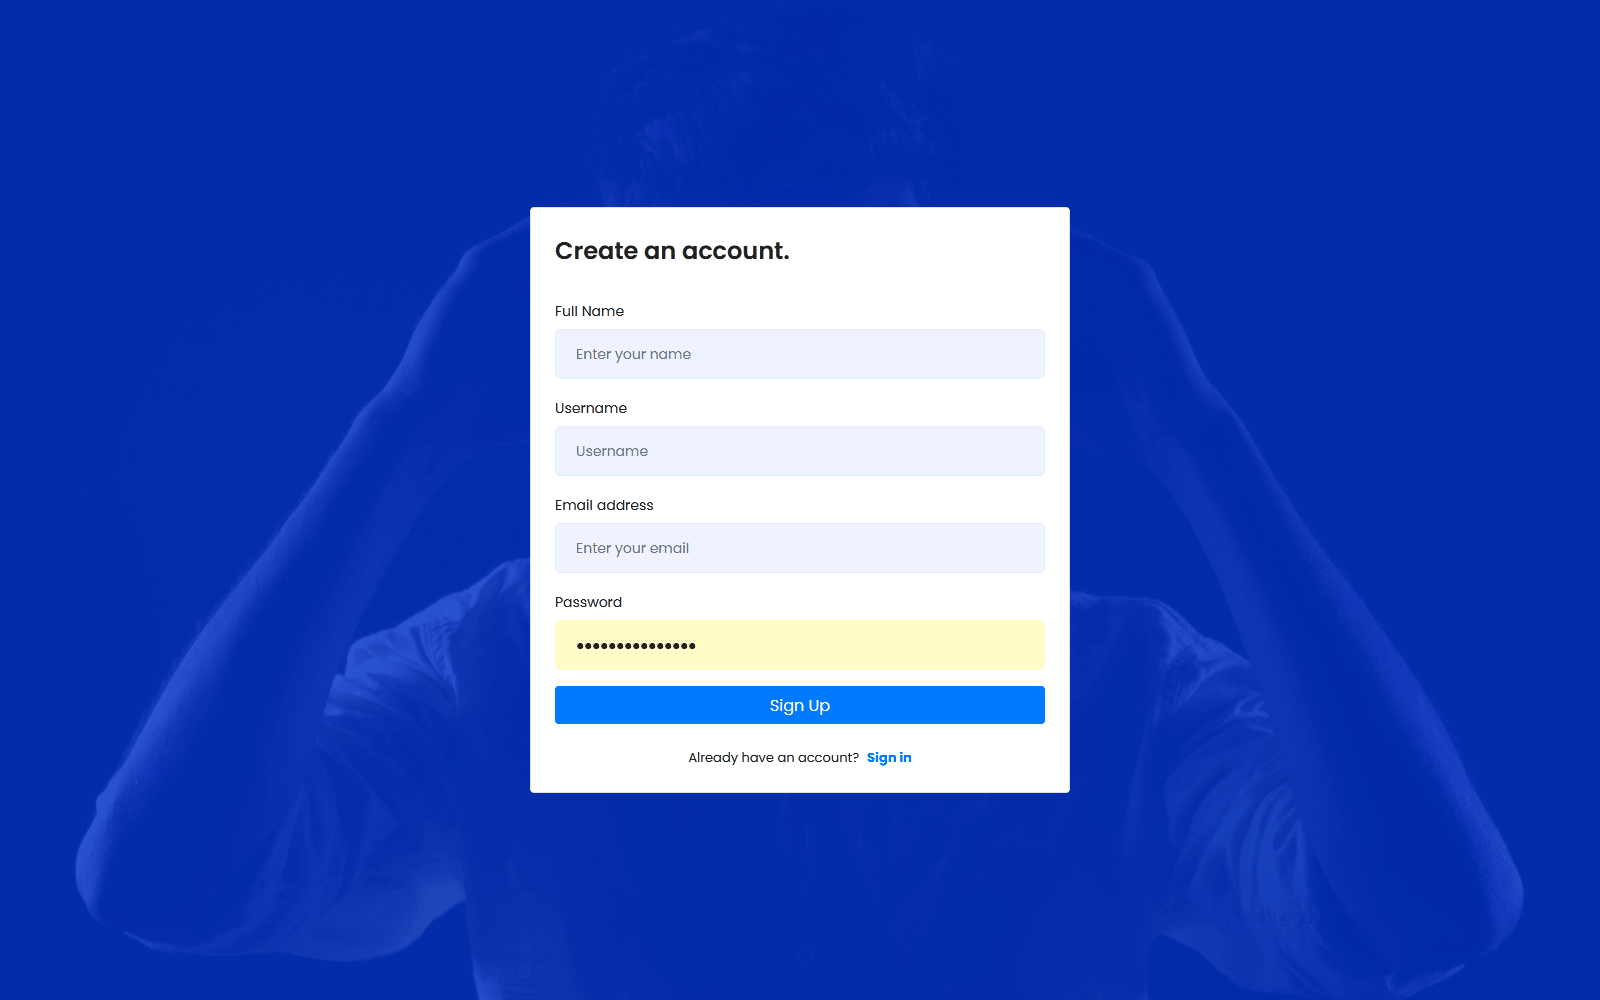 Create an account.
Full Name
Enter your name
Username
Username
Email address
Enter your email
Password
•••••••••••••••
Sign Up
Already have an account? Sign in